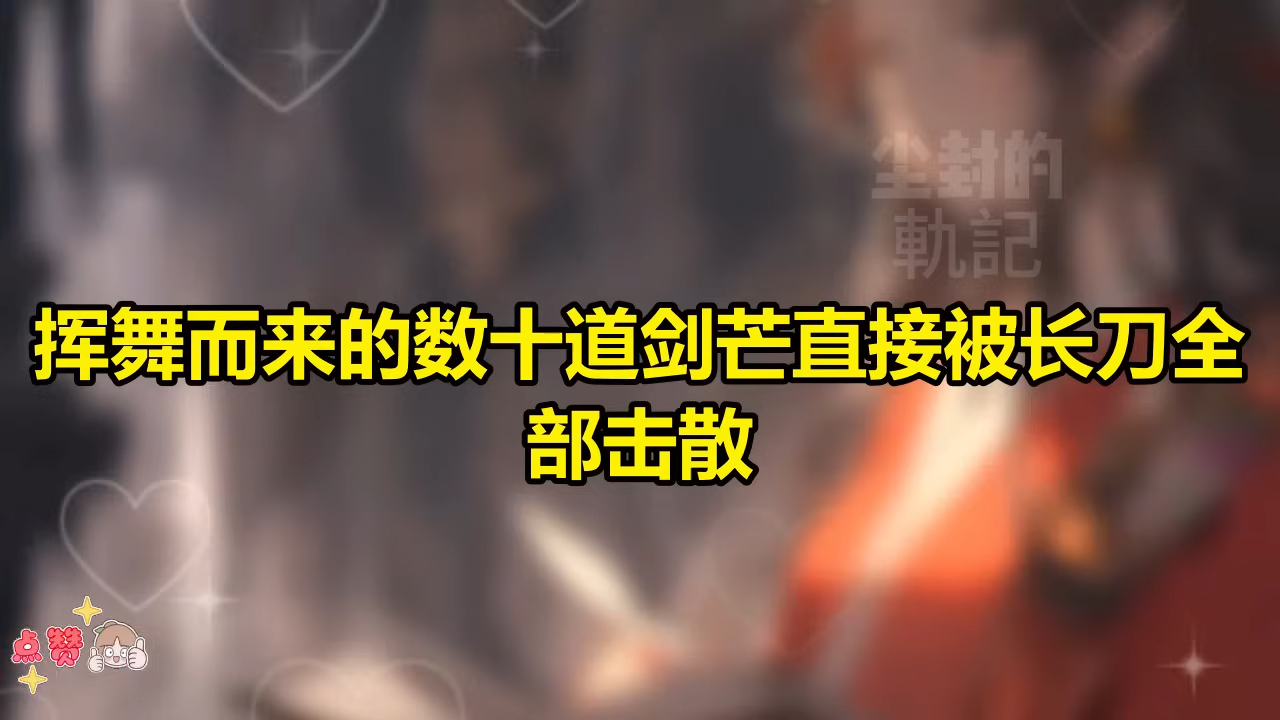 尘封的
軌記
挥舞而来的数十道剑芒直接被长刀全
部击散
点赞